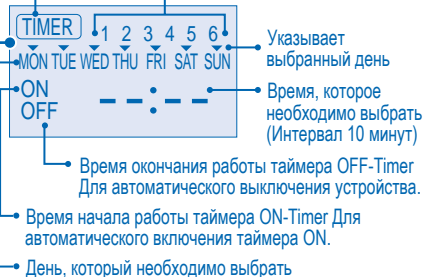 TIMER 1 2 3 4 5 6
MON TUE WED THU FRI SAT SUN
ON
OFF
--:--
Указывает
выбранный день
Время, которое
необходимо выбрать
(Интервал 10 минут)
Время окончания работы таймера OFF-Timer
Для автоматического выключения устройства.
Время начала работы таймера ON-Timer Для
автоматического включения таймера ON.
День, который необходимо выбрать